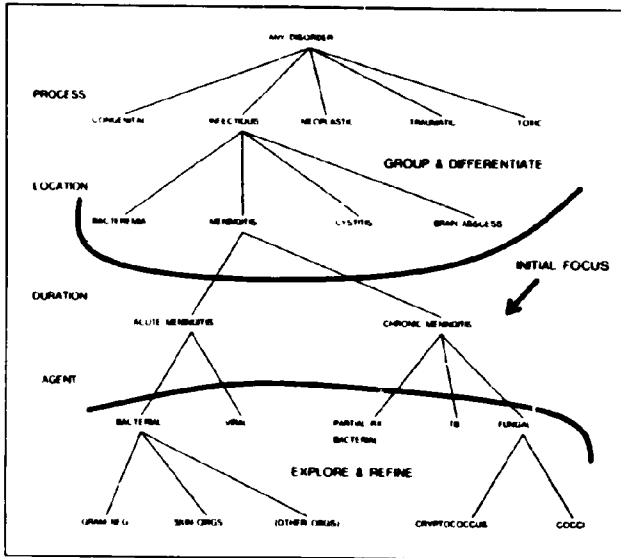 ANY DISORDER
PROCESS
CONGENITAL INFECTIOUS NEOPLASTIC TRAUMATIC TOXIC
GROUP & DIFFERENTIATE
LOCATION
BACTEREMIA MENINGITIS CYSTITIS BRAIN ABSCESS
INITIAL FOCUS
DURATION
ACUTE MENINGITIS CHRONIC MENINGITIS
AGENT
BACTERIAL VIRAL PARTIAL RX TB FUNGAL
BACTERIAL
EXPLORE & REFINE
GRAM NEG SKIN ORGS (OTHER ORGS) CRYPTOCOCCUS COCCI